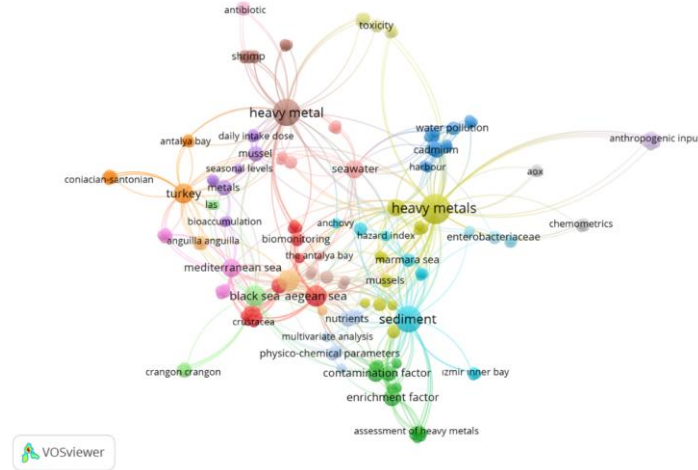 antibiotic
toxicity
shrimp
heavy metal
water pollution
daily intake dose
antalya bay
anthropogenic inpu
cadmium
mussel
harbour
seasonal levels
seawater
aox
coniacian-santonian
metals
turkey
las
heavy metals
bioaccumulation
anchovy
chemometrics
hazard index
enterobacteriaceae
anguilla anguilla
biomonitoring
the antalya bay
marmara sea
mediterranean sea
mussels
black sea
aegean sea
nutrients
sediment
crustacea
multivariate analysis
physico-chemical parameters
crangon crangon
contamination factor
izmir inner bay
enrichment factor
assessment of heavy metals
VOSviewer